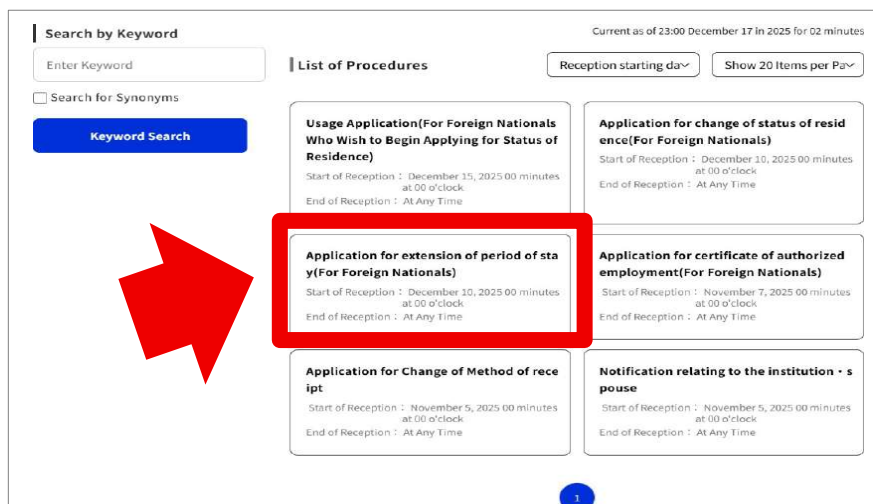 Search by Keyword
Enter Keyword
Search for Synonyms
Keyword Search
Current as of 23:00 December 17 in 2025 for 02 minutes
List of Procedures
Reception starting da
Show 20 Items per Pa
Usage Application(For Foreign Nationals
Who Wish to Begin Applying for Status of
Residence)
Start of Reception： December 15, 2025 00 minutes
at 00 o'clock
End of Reception： At Any Time
Application for change of status of resid
ence(For Foreign Nationals)
Start of Reception： December 10, 2025 00 minutes
at 00 o'clock
End of Reception： At Any Time
Application for extension of period of sta
y(For Foreign Nationals)
Start of Reception： December 10, 2025 00 minutes
at 00 o'clock
End of Reception： At Any Time
Application for certificate of authorized
employment(For Foreign Nationals)
Start of Reception： November 7, 2025 00 minutes
at 00 o'clock
End of Reception： At Any Time
Application for Change of Method of rece
ipt
Start of Reception： November 5, 2025 00 minutes
at 00 o'clock
End of Reception： At Any Time
Notification relating to the institution・s
pouse
Start of Reception： November 5, 2025 00 minutes
at 00 o'clock
End of Reception： At Any Time
1